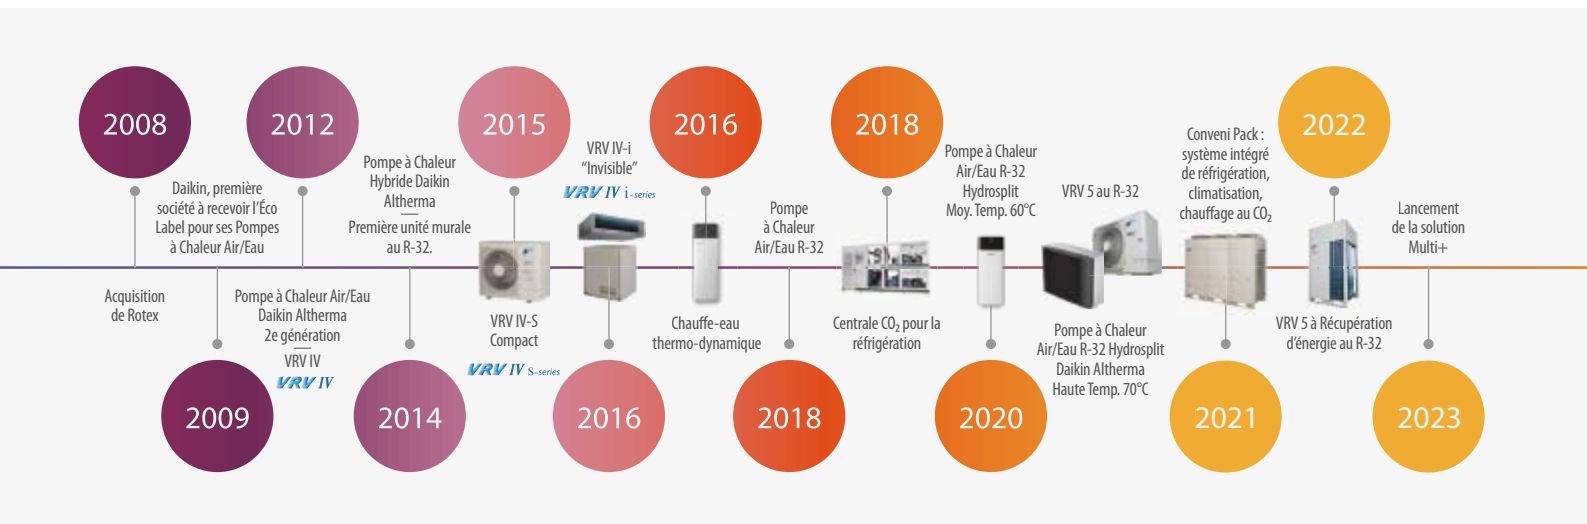 2008
Acquisition
de Rotex
Daikin, première
société à recevoir l'Éco
Label pour ses Pompes
à Chaleur Air/Eau
2009
2012
Pompe à Chaleur Air/Eau
Daikin Altherma
2e génération
VRV IV
VRV IV
Pompe à Chaleur
Hybride Daikin
Altherma
Première unité murale
au R-32.
2014
2015
VRV IV-S
Compact
VRV IV S-series
VRV IV-i
“Invisible”
VRV IV i-series
2016
2016
Chauffe-eau
thermo-dynamique
Pompe
à Chaleur
Air/Eau R-32
2018
2018
Centrale CO₂ pour la
réfrigération
Pompe à Chaleur
Air/Eau R-32
Hydrosplit
Moy. Temp. 60°C
2020
VRV 5 au R-32
Pompe à Chaleur
Air/Eau R-32 Hydrosplit
Daikin Altherma
Haute Temp. 70°C
Conveni Pack :
système intégré
de réfrigération,
climatisation,
chauffage au CO₂
2021
2022
VRV 5 à Récupération
d'énergie au R-32
Lancement
de la solution
Multi+
2023